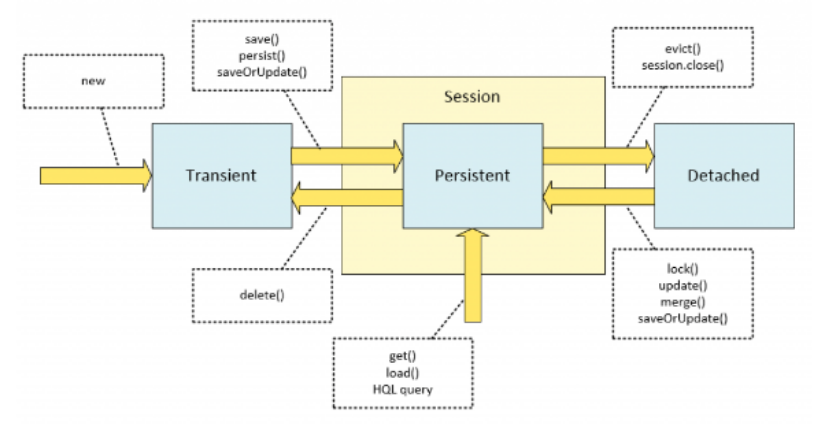 new
save()
persist()
saveOrUpdate()
evict()
session.close()
Session
Transient
Persistent
Detached
delete()
get()
load()
HQL query
lock()
update()
merge()
saveOrUpdate()